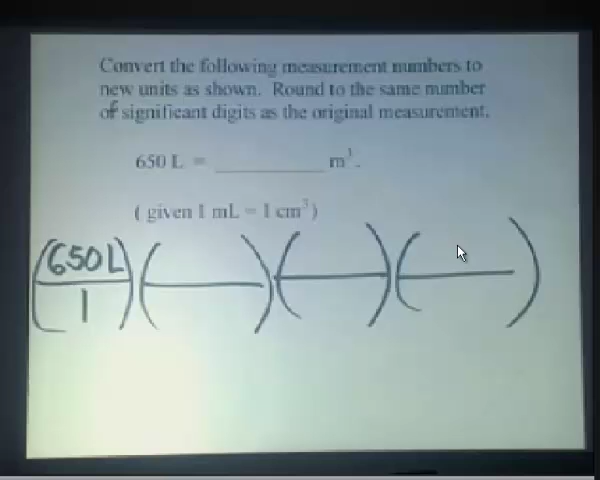 Convert the following measurement numbers to
new units as shown. Round to the same number
of significant digits as the original measurement.
650 L = __________ m³.
( given 1 mL = 1 cm³)
(650L/1)( / )( / )( / )